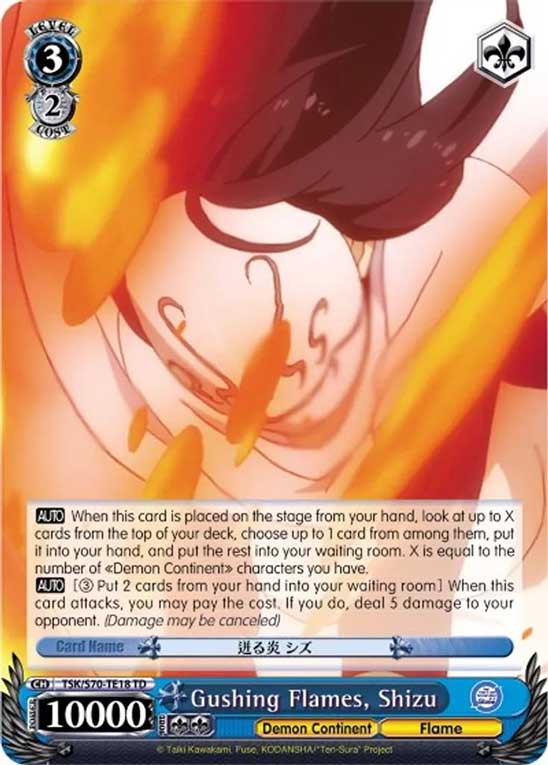 LEVEL
3
2
COST
AUTO When this card is placed on the stage from your hand, look at up to X
cards from the top of your deck, choose up to 1 card from among them, put
it into your hand, and put the rest into your waiting room. X is equal to the
number of «Demon Continent» characters you have.
AUTO [③ Put 2 cards from your hand into your waiting room] When this
card attacks, you may pay the cost. If you do, deal 5 damage to your
opponent. (Damage may be canceled)
Card Name 迸る炎 シズ
CH TSK/S70-TE18 TD
Gushing Flames, Shizu
POWER 10000 SOUL
Demon Continent Flame
© Taiki Kawakami, Fuse, KODANSHA/"Ten-Sura" Project